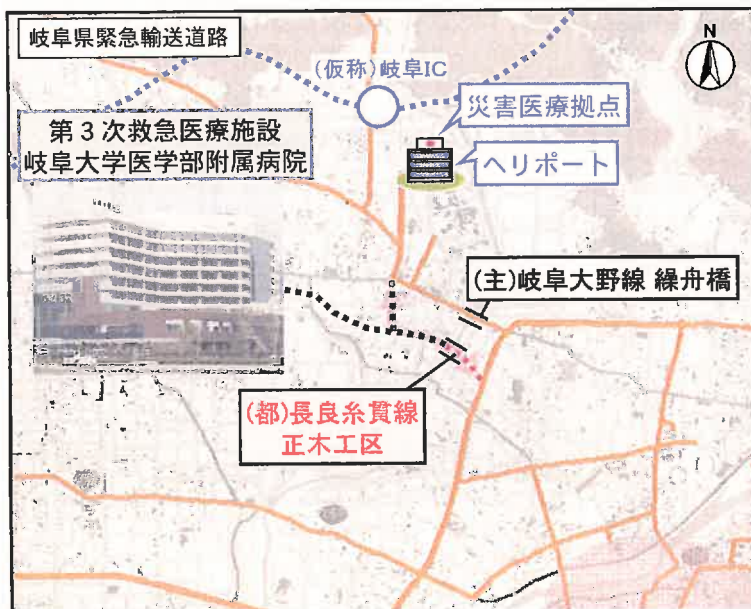 岐阜県緊急輸送道路
(仮称)岐阜IC
N
災害医療拠点
第3次救急医療施設
岐阜大学医学部附属病院
ヘリポート
(主)岐阜大野線 繰舟橋
(都)長良糸貫線
正木工区